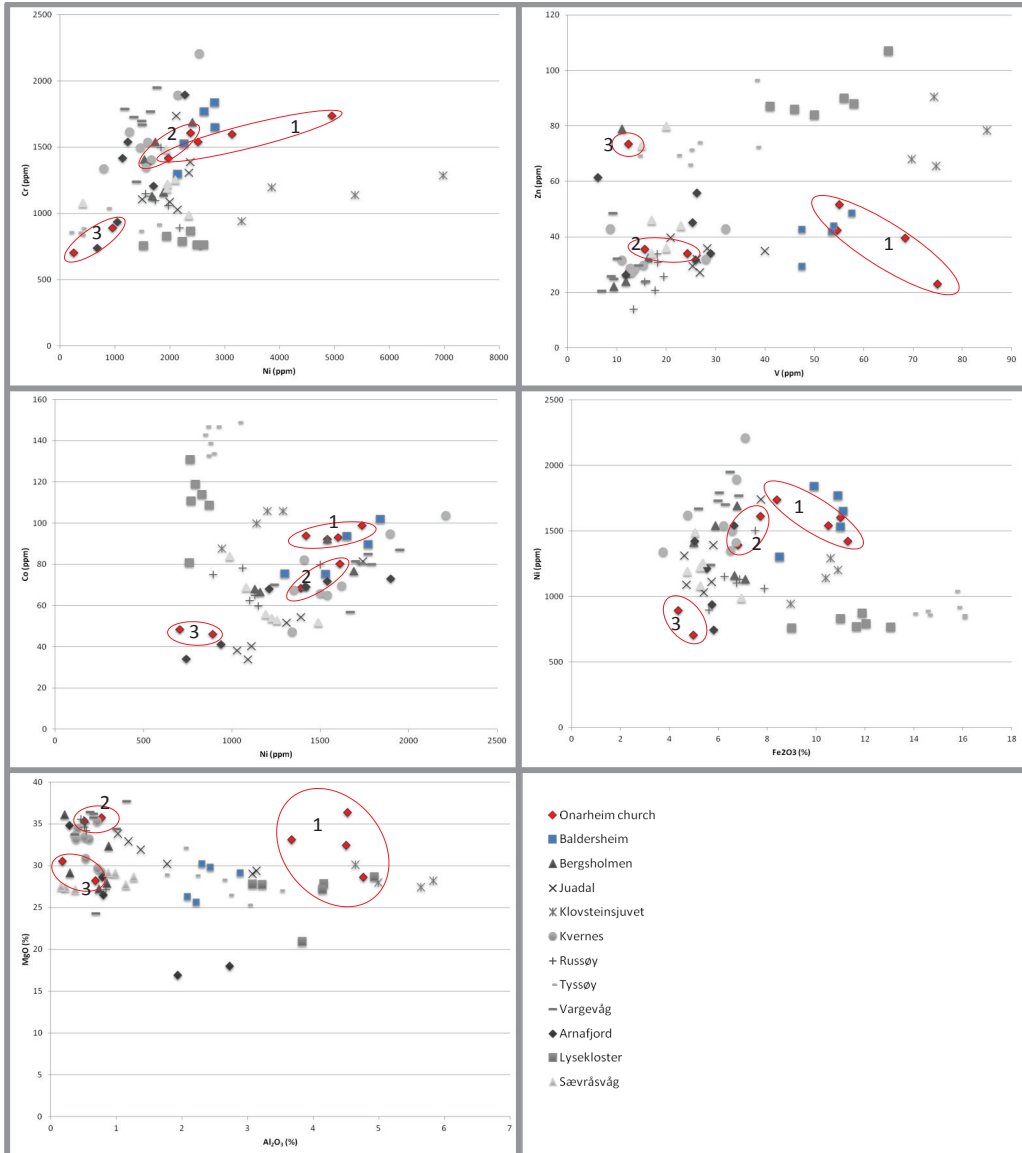 2500
2000
1500
1000
500
0
Cr (ppm)
0 1000 2000 3000 4000 5000 6000 7000 8000
Ni (ppm)
1
2
3
120
100
80
60
40
20
0
Zn (ppm)
0 10 20 30 40 50 60 70 80 90
V (ppm)
3
2
1
160
140
120
100
80
60
40
20
0
Co (ppm)
0 500 1000 1500 2000 2500
Ni (ppm)
1
2
3
2500
2000
1500
1000
500
0
Ni (ppm)
0 2 4 6 8 10 12 14 16 18
Fe2O3 (%)
1
2
3
40
35
30
25
20
15
10
5
0
MgO (%)
0 1 2 3 4 5 6 7
Al₂O₃ (%)
2
1
3
Onarheim church
Baldersheim
Bergsholmen
Juadal
Klovsteinsjuvet
Kvernes
Russøy
Tyssøy
Vargevåg
Arnafjord
Lysekloster
Sævråsvåg